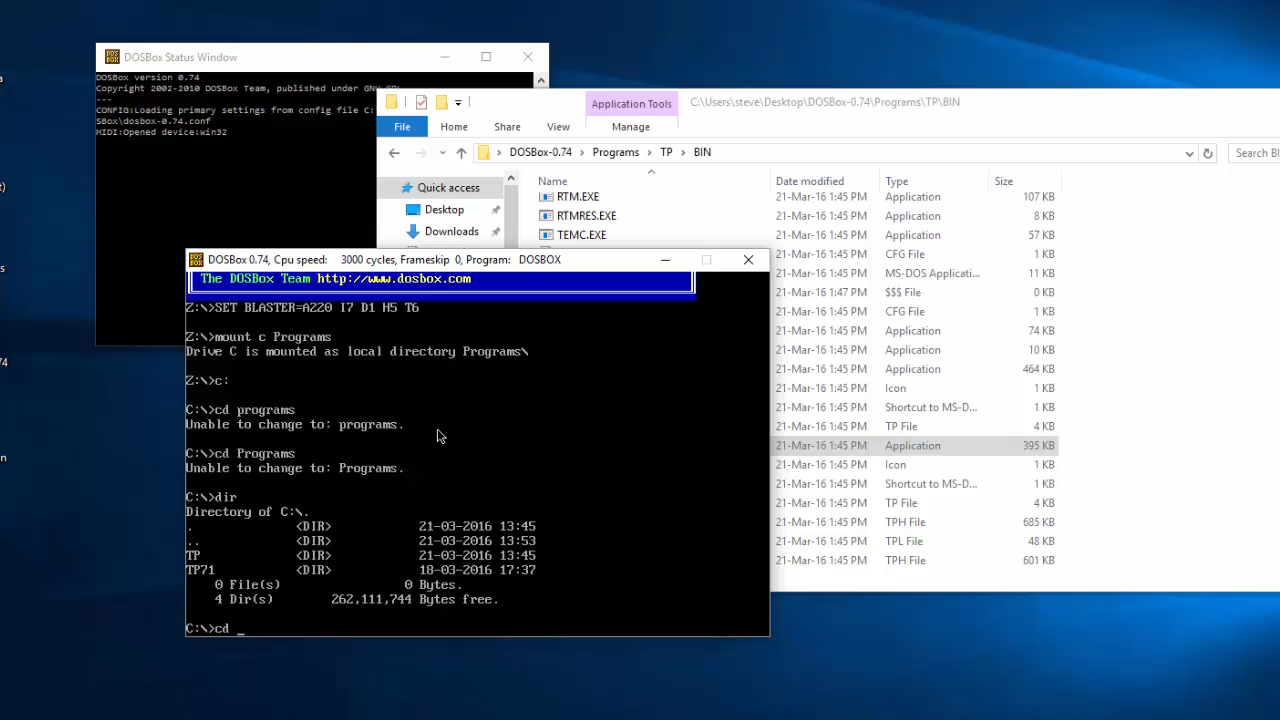 DOSBox Status Window
DOSBox version 0.74
Copyright 2002-2010 DOSBox Team, published under GNU GPL.
---
CONFIG:Loading primary settings from config file C:
SBox\dosbox-0.74.conf
MIDI:Opened device:win32
Application Tools
C:\Users\steve\Desktop\DOSBox-0.74\Programs\TP\BIN
File
Home
Share
View
Manage
DOSBox-0.74 > Programs > TP > BIN
Search BI
Quick access
Desktop
Downloads
Name
Date modified
Type
Size
RTM.EXE 21-Mar-16 1:45 PM Application 107 KB
RTMRES.EXE 21-Mar-16 1:45 PM Application 8 KB
TEMC.EXE 21-Mar-16 1:45 PM Application 57 KB
21-Mar-16 1:45 PM CFG File 1 KB
21-Mar-16 1:45 PM MS-DOS Applicati... 11 KB
21-Mar-16 1:47 PM $$$ File 0 KB
21-Mar-16 1:45 PM CFG File 1 KB
21-Mar-16 1:45 PM Application 74 KB
21-Mar-16 1:45 PM Application 10 KB
21-Mar-16 1:45 PM Application 464 KB
21-Mar-16 1:45 PM Icon 1 KB
21-Mar-16 1:45 PM Shortcut to MS-D... 1 KB
21-Mar-16 1:45 PM TP File 4 KB
21-Mar-16 1:45 PM Application 395 KB
21-Mar-16 1:45 PM Icon 1 KB
21-Mar-16 1:45 PM Shortcut to MS-D... 1 KB
21-Mar-16 1:45 PM TP File 4 KB
21-Mar-16 1:45 PM TPH File 685 KB
21-Mar-16 1:45 PM TPL File 48 KB
21-Mar-16 1:45 PM TPH File 601 KB
DOSBox 0.74, Cpu speed: 3000 cycles, Frameskip 0, Program: DOSBOX
The DOSBox Team http://www.dosbox.com
Z:\>SET BLASTER=A220 I7 D1 H5 T6
Z:\>mount c Programs
Drive C is mounted as local directory Programs\
Z:\>c:
C:\>cd programs
Unable to change to: programs.
C:\>cd Programs
Unable to change to: Programs.
C:\>dir
Directory of C:\.
. <DIR> 21-03-2016 13:45
.. <DIR> 21-03-2016 13:53
TP <DIR> 21-03-2016 13:45
TP71 <DIR> 18-03-2016 17:37
0 File(s) 0 Bytes.
4 Dir(s) 262,111,744 Bytes free.
C:\>cd _